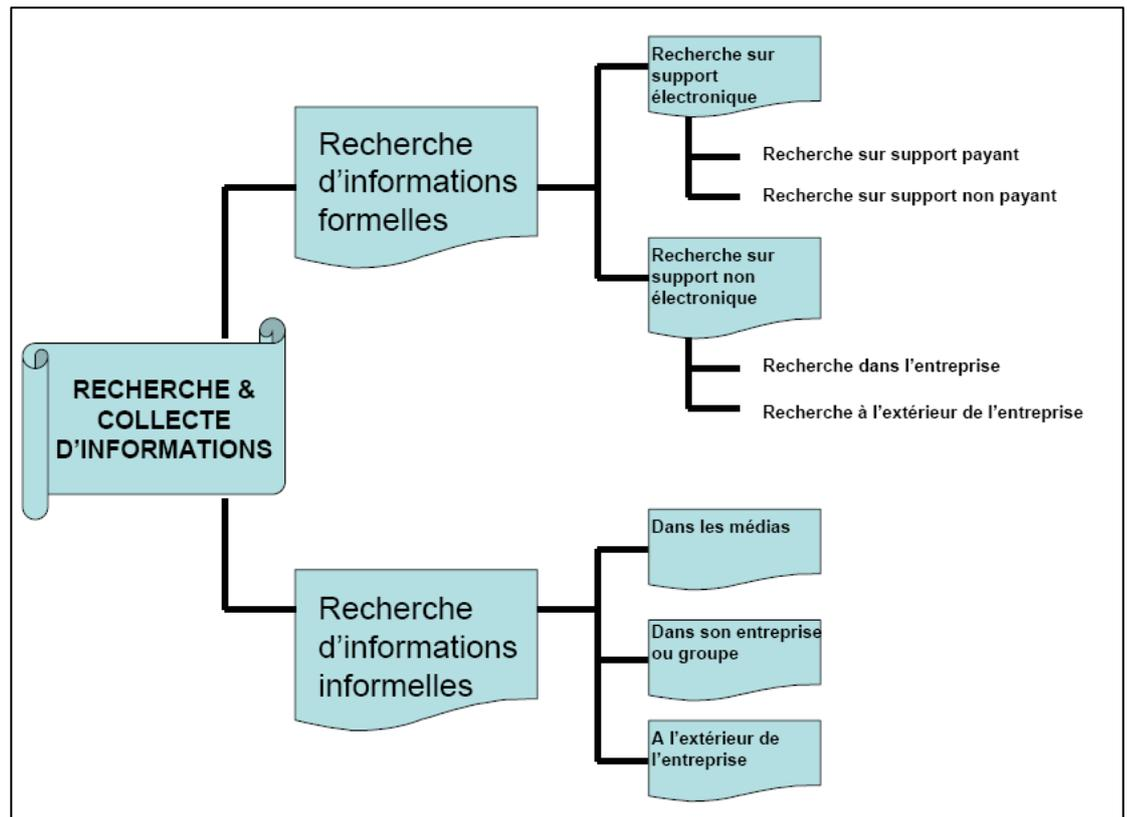 RECHERCHE &
COLLECTE
D'INFORMATIONS
Recherche
d'informations
formelles
Recherche sur
support
électronique
Recherche sur support payant
Recherche sur support non payant
Recherche sur
support non
électronique
Recherche dans l'entreprise
Recherche à l'extérieur de l'entreprise
Recherche
d'informations
informelles
Dans les médias
Dans son entreprise
ou groupe
A l'extérieur de
l'entreprise